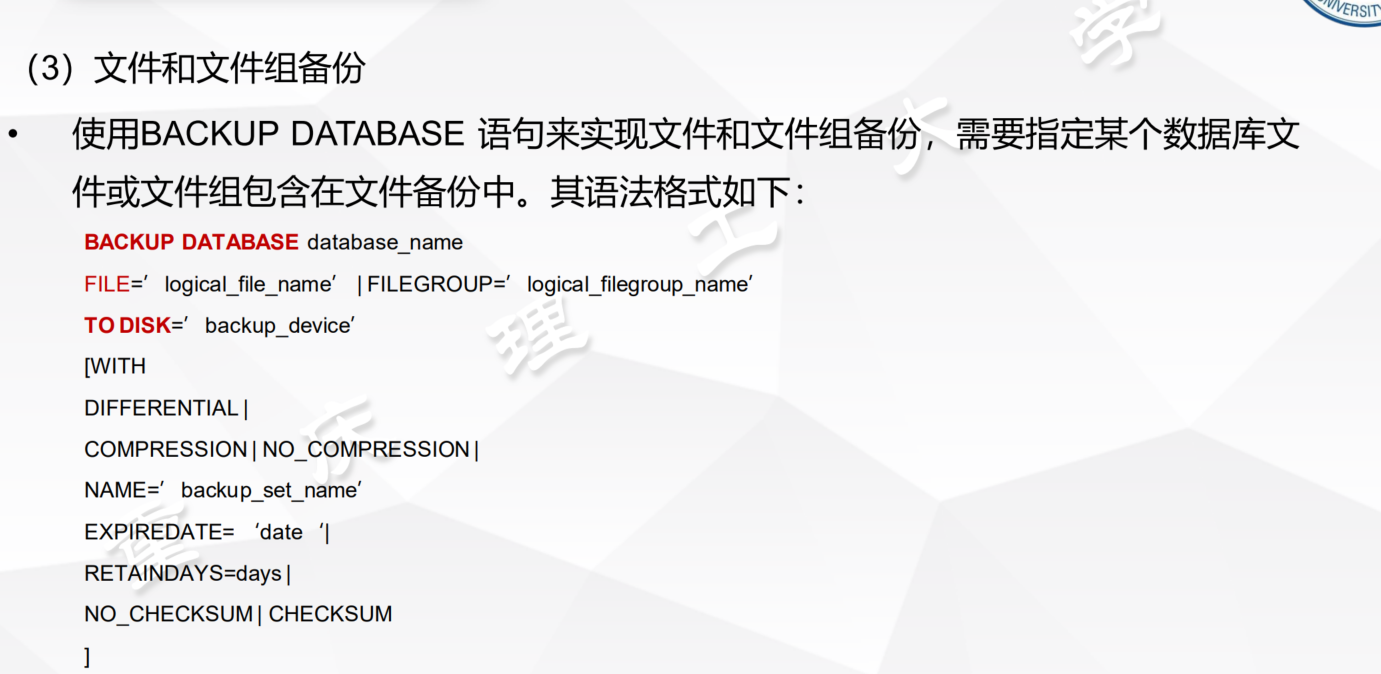 （3）文件和文件组备份
• 使用BACKUP DATABASE 语句来实现文件和文件组备份，需要指定某个数据库文
件或文件组包含在文件备份中。其语法格式如下：
BACKUP DATABASE database_name
FILE=′ logical_file_name′ |FILEGROUP=′ logical_filegroup_name′
TO DISK=′ backup_device′
[WITH
DIFFERENTIAL|
COMPRESSION|NO_COMPRESSION|
NAME=′ backup_set_name′
EXPIREDATE= ‘date ‘|
RETAINDAYS=days|
NO_CHECKSUM| CHECKSUM
]
重庆理工大学
VERSITY